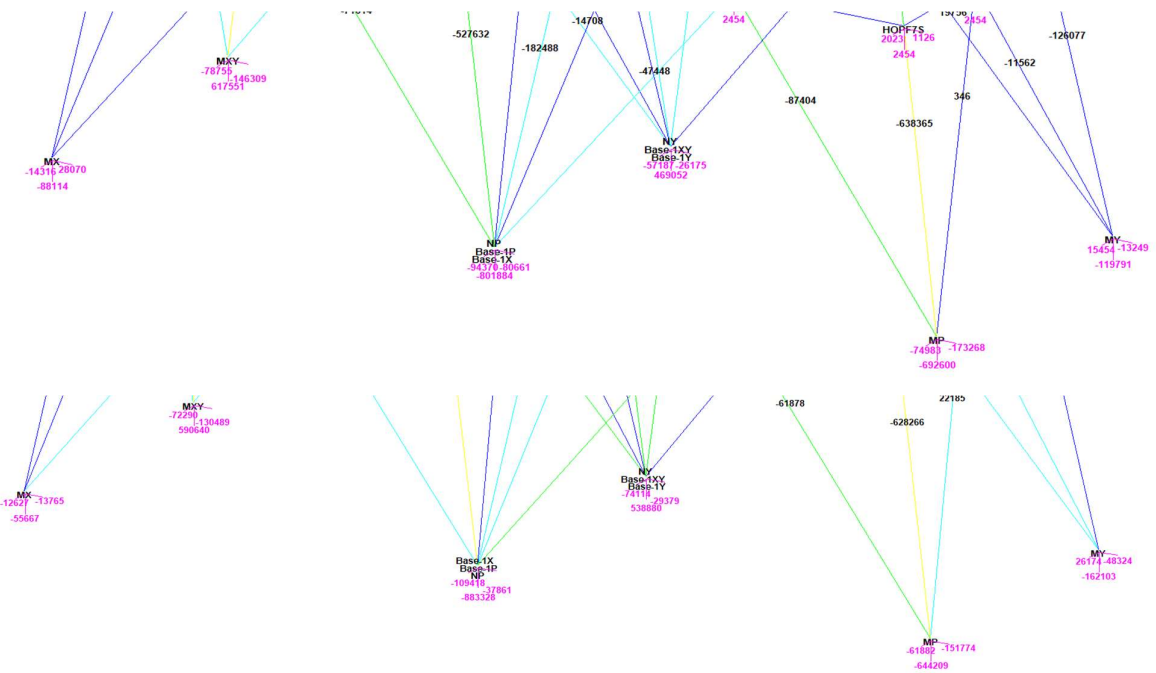 -14708
2454
19756
2454
HOPF7S
2023 1126
2454
-527632
-126077
-182488
MXY
-78755 -146309
617551
-47448
-11562
-87404
346
-638365
NY
Base-1XY
Base-1Y
-57187 -26175
469052
MX
-14316 28070
-88114
NP
Base-1P
Base-1X
-94370 -80661
-801884
MY
15454 -13249
-119791
MP
-74983 -173268
-692600
-61878
22185
MXY
-72290 -130489
590640
-628266
NY
Base-1XY
Base-1Y
-74114 -29379
538880
MX
-12627 -13765
-55667
Base-1X
Base-1P
NP
-109418 -37861
-883328
MY
26174 -48324
-162103
MP
-61882 -151774
-644209